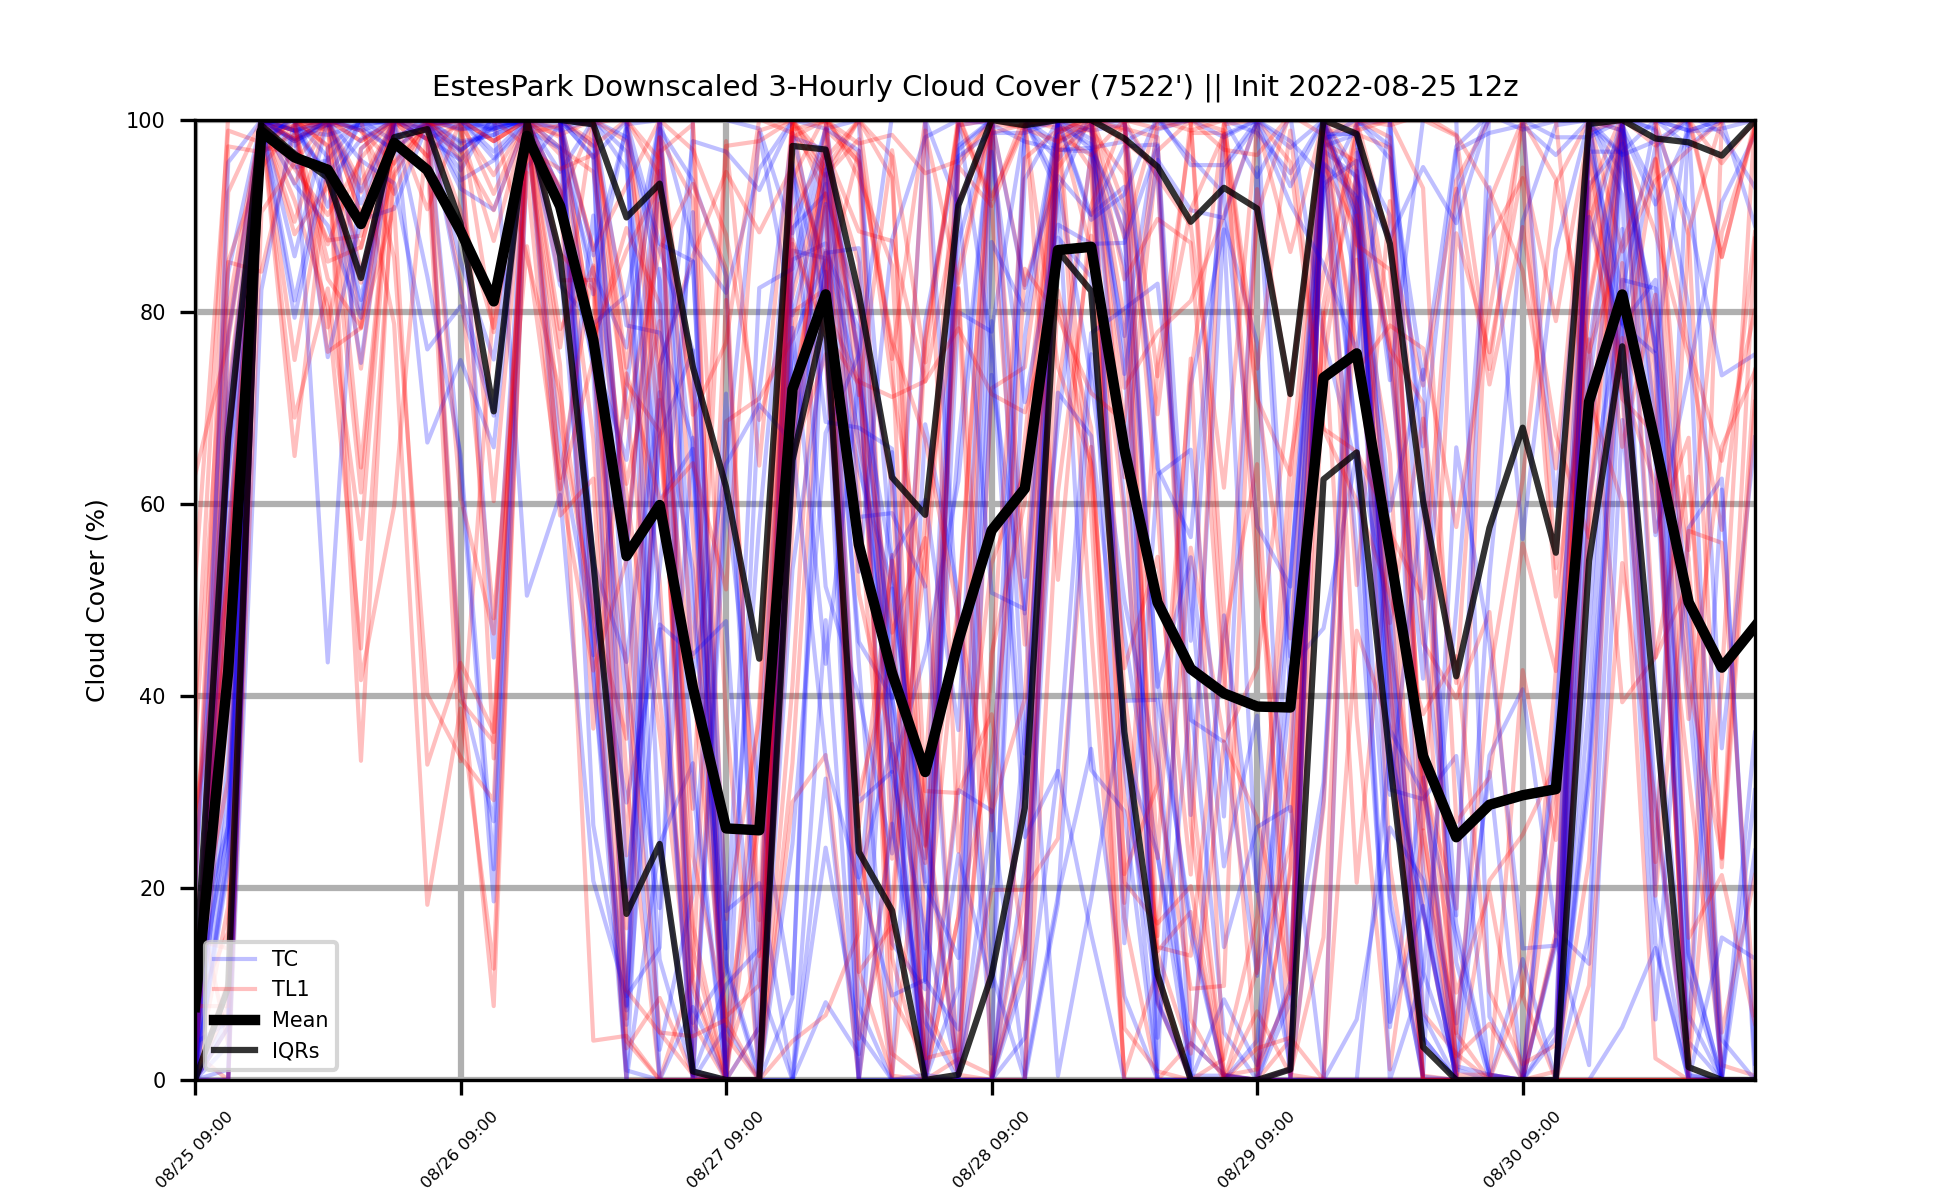 EstesPark Downscaled 3-Hourly Cloud Cover (7522') || Init 2022-08-25 12z
Cloud Cover (%)
100
80
60
40
20
0
TC
TL1
Mean
IQRs
08/25 09:00
08/26 09:00
08/27 09:00
08/28 09:00
08/29 09:00
08/30 09:00